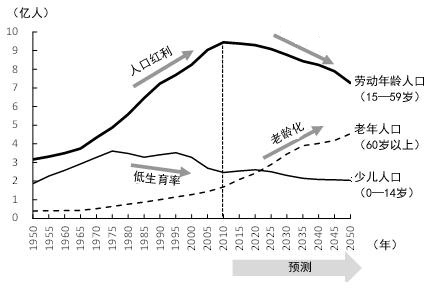 （亿人）
10
9
8
7
6
5
4
3
2
1
0
人口红利
低生育率
老龄化
劳动年龄人口
（15—59岁）
老年人口
（60岁以上）
少儿人口
（0—14岁）
1950 1955 1960 1965 1970 1975 1980 1985 1990 1995 2000 2005 2010 2015 2020 2025 2030 2035 2040 2045 2050
（年）
预测